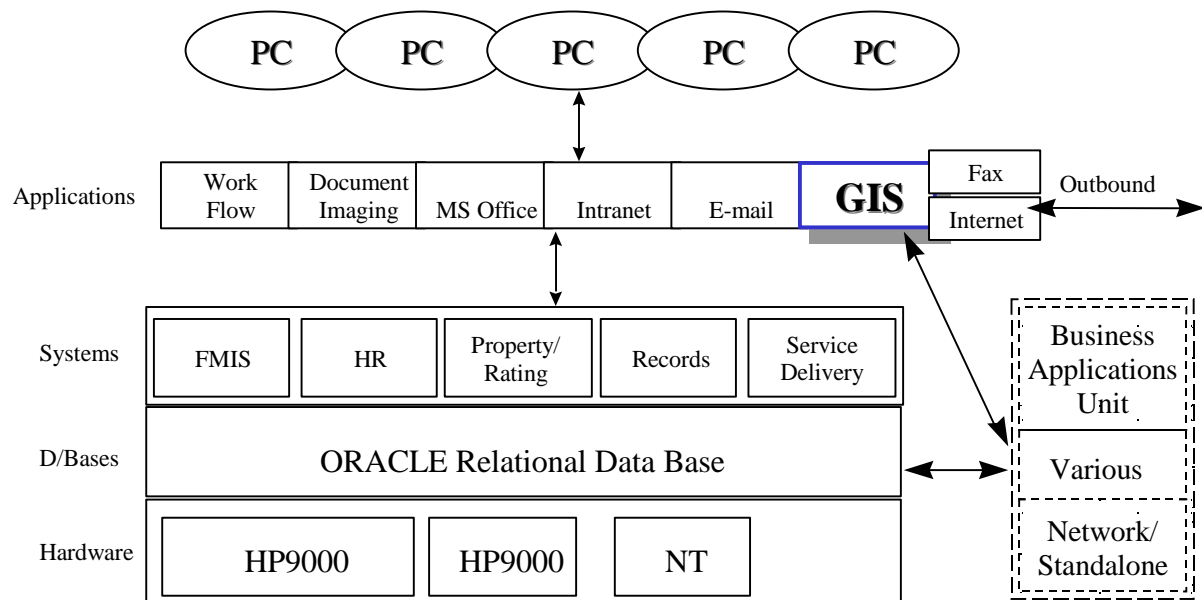 PC PC PC PC PC
Applications
Work
Flow
Document
Imaging
MS Office
Intranet
E-mail
GIS
Fax
Internet
Outbound
Systems
FMIS
HR
Property/
Rating
Records
Service
Delivery
Business
Applications
Unit
D/Bases
ORACLE Relational Data Base
Various
Hardware
HP9000
HP9000
NT
Network/
Standalone